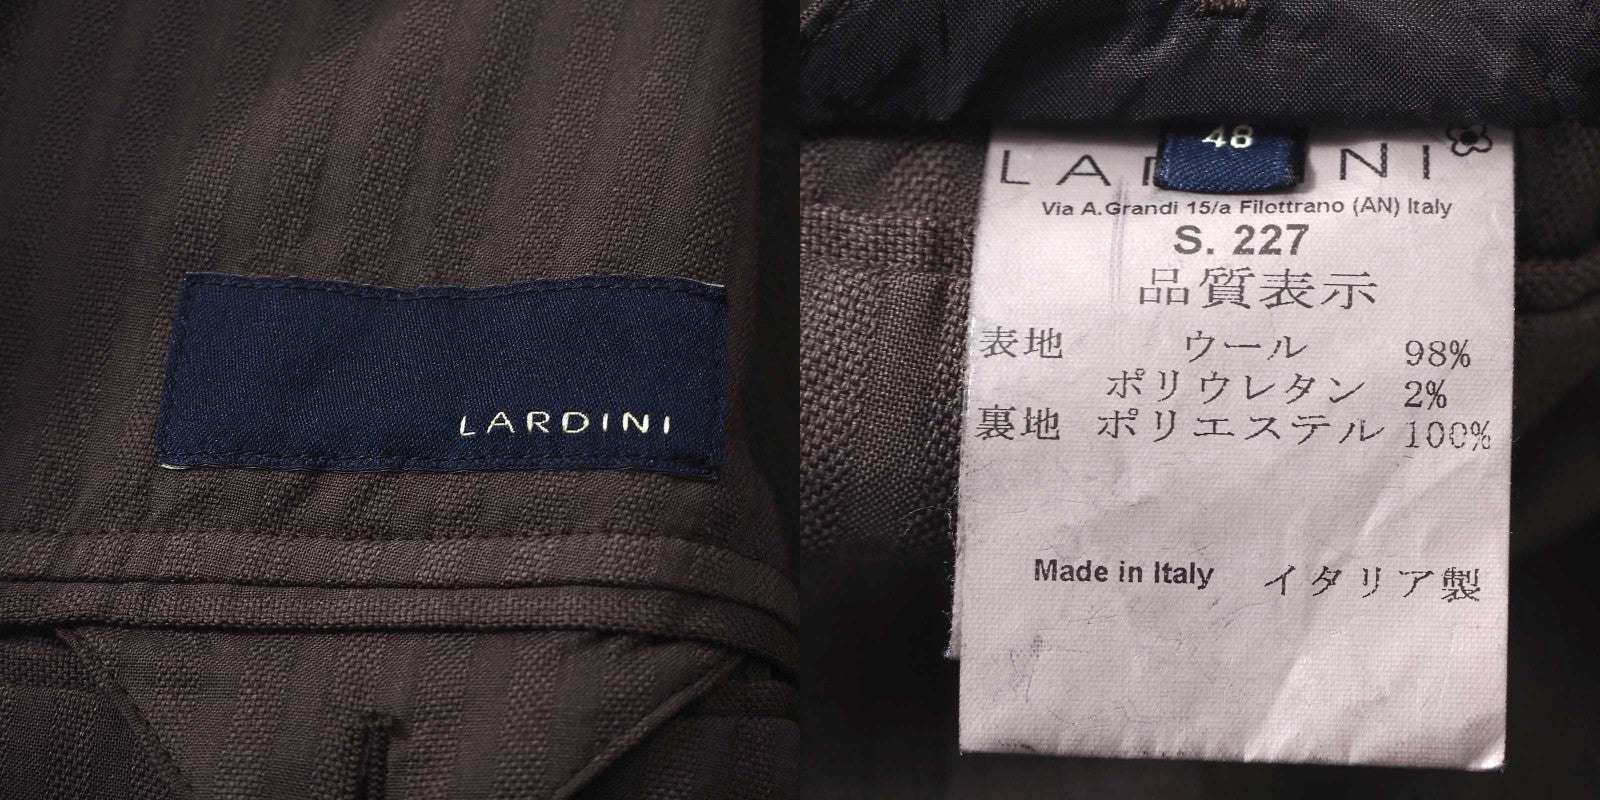 LARDINI
48
LARDINI
Via A.Grandi 15/a Filottrano (AN) Italy
S. 227
品質表示
表地 ウール 98%
ポリウレタン 2%
裏地 ポリエステル 100%
Made in Italy イタリア製